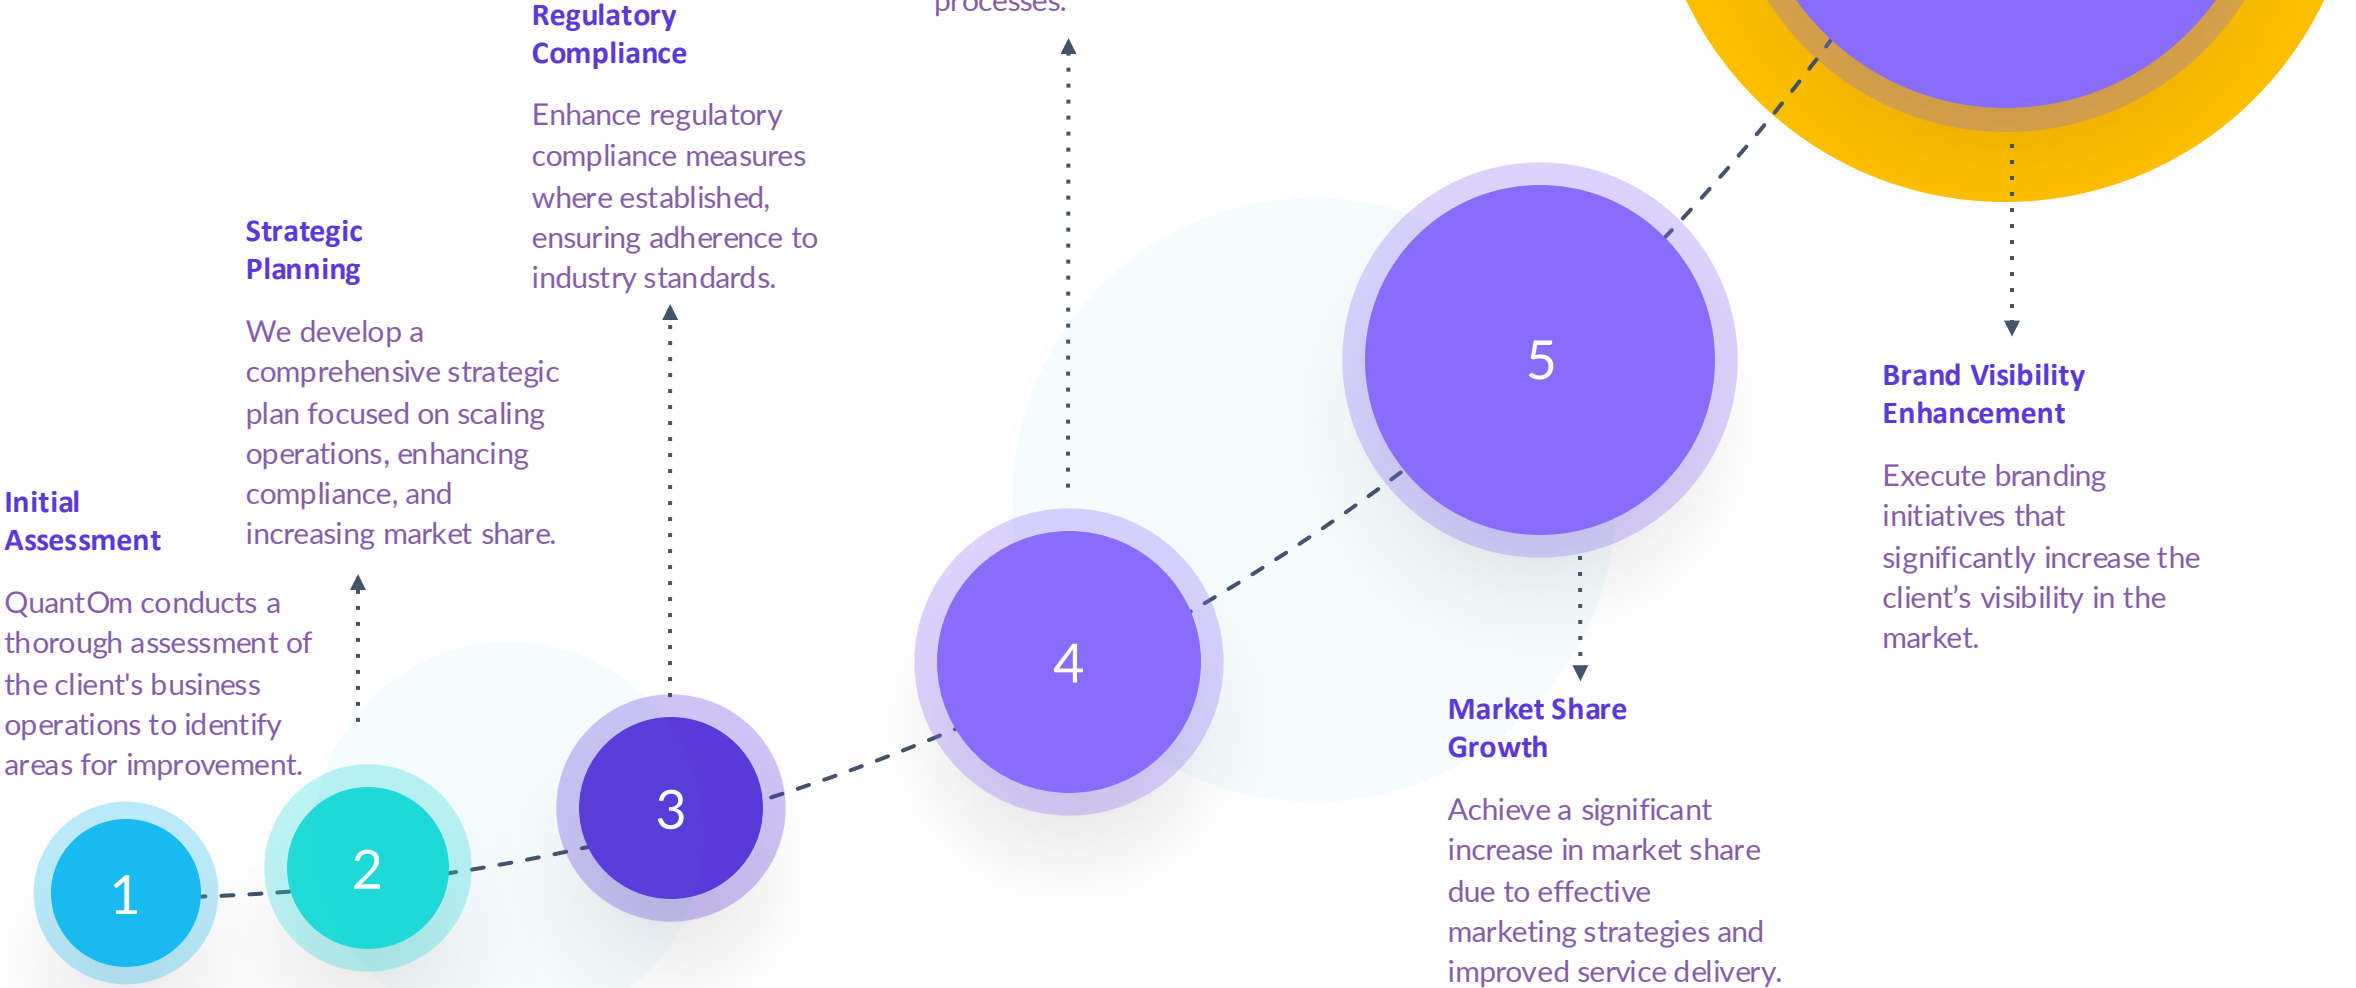 Initial
Assessment
QuantOm conducts a
thorough assessment of
the client's business
operations to identify
areas for improvement.
1
Strategic
Planning
We develop a
comprehensive strategic
plan focused on scaling
operations, enhancing
compliance, and
increasing market share.
2
Regulatory
Compliance
Enhance regulatory
compliance measures
where established,
ensuring adherence to
industry standards.
3
processes.
4
5
Market Share
Growth
Achieve a significant
increase in market share
due to effective
marketing strategies and
improved service delivery.
Brand Visibility
Enhancement
Execute branding
initiatives that
significantly increase the
client’s visibility in the
market.